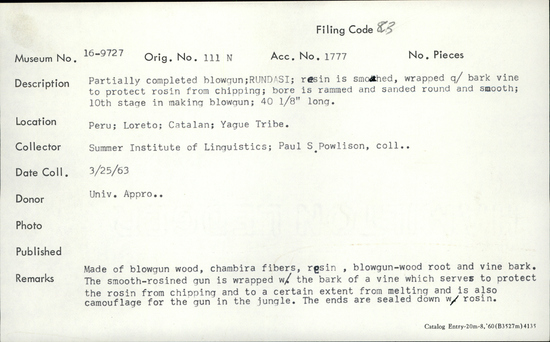 Filing Code 83
Museum No. 16-9727 Orig. No. 111 N Acc. No. 1777 No. Pieces
Description Partially completed blowgun;RUNDASI; resin is smoothed, wrapped w/ bark vine
to protect rosin from chipping; bore is rammed and sanded round and smooth;
10th stage in making blowgun; 40 1/8" long.
Location Peru; Loreto; Catalan; Yague Tribe.
Collector Summer Institute of Linguistics; Paul S.Powlison, coll..
Date Coll. 3/25/63
Donor Univ. Appro..
Photo
Published
Remarks Made of blowgun wood, chambira fibers, resin , blowgun-wood root and vine bark.
The smooth-rosined gun is wrapped w/ the bark of a vine which serves to protect
the rosin from chipping and to a certain extent from melting and is also
camouflage for the gun in the jungle. The ends are sealed down w/ rosin.
Catalog Entry-20m-8,'60(B3527m)4135